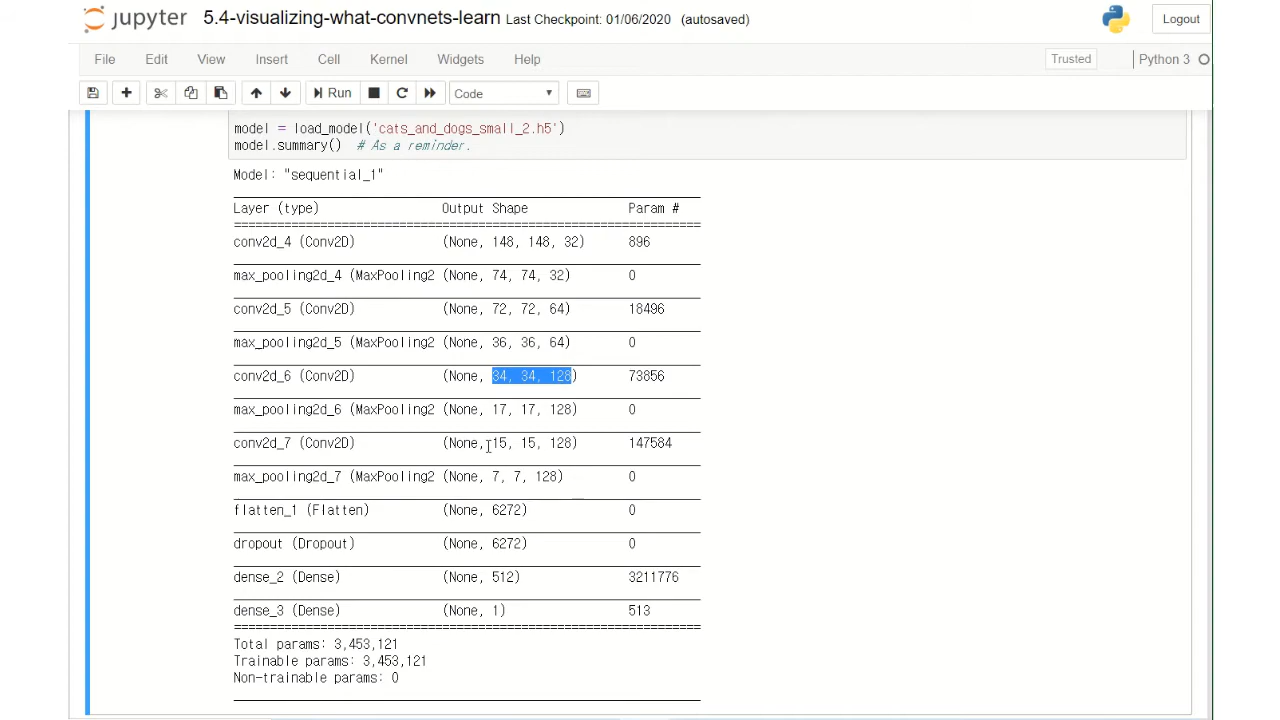 jupyter 5.4-visualizing-what-convnets-learn Last Checkpoint: 01/06/2020 (autosaved) Logout
File Edit View Insert Cell Kernel Widgets Help Trusted Python 3
Run Code
model = load_model('cats_and_dogs_small_2.h5')
model.summary() # As a reminder.
Model: "sequential_1"
Layer (type) Output Shape Param #
conv2d_4 (Conv2D) (None, 148, 148, 32) 896
max_pooling2d_4 (MaxPooling2 (None, 74, 74, 32) 0
conv2d_5 (Conv2D) (None, 72, 72, 64) 18496
max_pooling2d_5 (MaxPooling2 (None, 36, 36, 64) 0
conv2d_6 (Conv2D) (None, 34, 34, 128) 73856
max_pooling2d_6 (MaxPooling2 (None, 17, 17, 128) 0
conv2d_7 (Conv2D) (None, 15, 15, 128) 147584
max_pooling2d_7 (MaxPooling2 (None, 7, 7, 128) 0
flatten_1 (Flatten) (None, 6272) 0
dropout (Dropout) (None, 6272) 0
dense_2 (Dense) (None, 512) 3211776
dense_3 (Dense) (None, 1) 513
Total params: 3,453,121
Trainable params: 3,453,121
Non-trainable params: 0